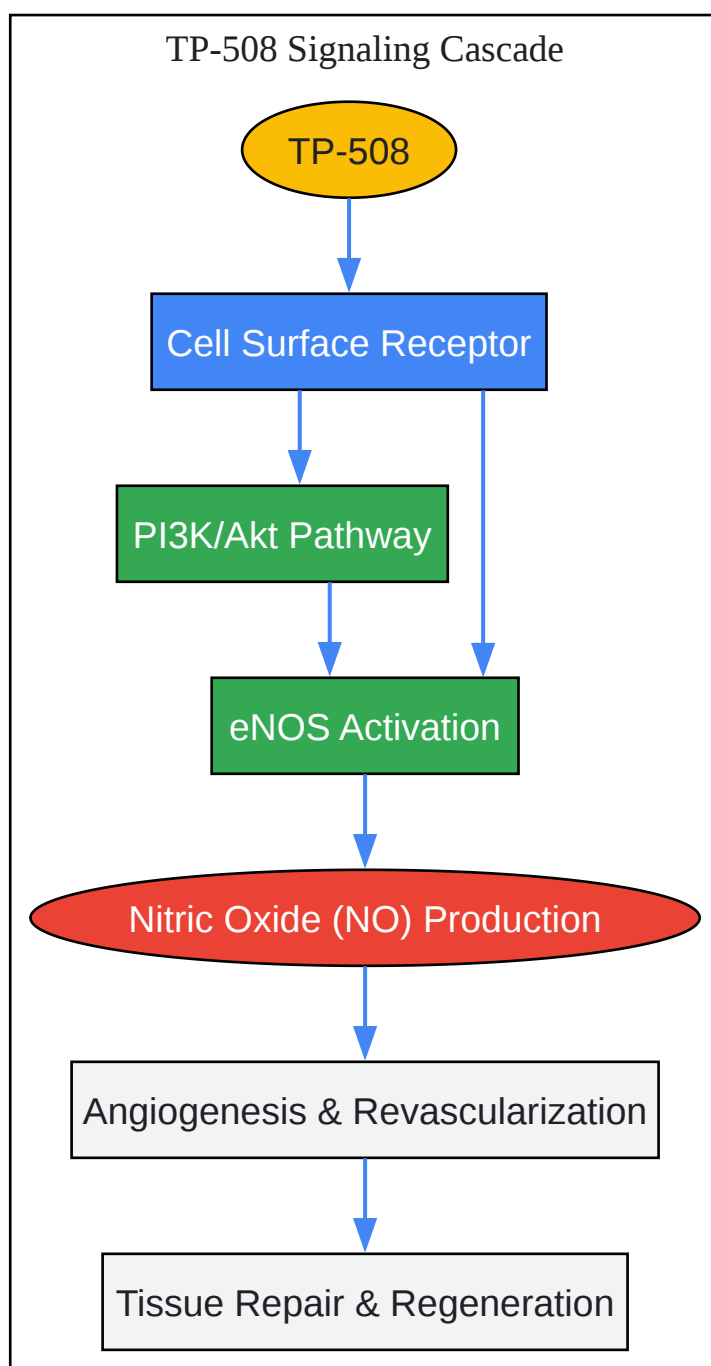 TP-508 Signaling Cascade
TP-508
Cell Surface Receptor
PI3K/Akt Pathway
eNOS Activation
Nitric Oxide (NO) Production
Angiogenesis & Revascularization
Tissue Repair & Regeneration